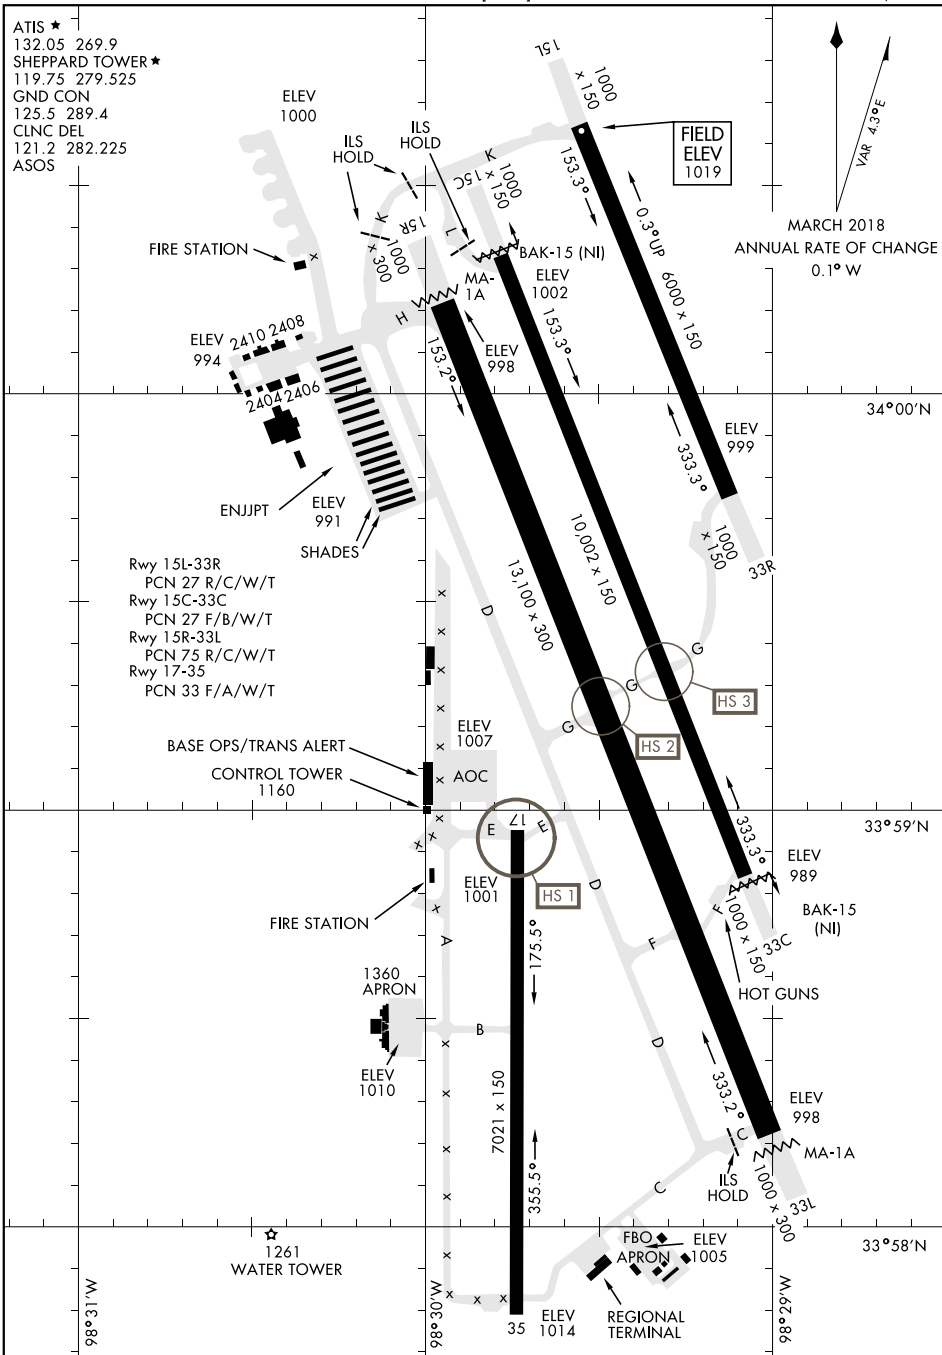 ATIS ★
132.05 269.9
SHEPPARD TOWER ★
119.75 279.525
GND CON
125.5 289.4
CLNC DEL
121.2 282.225
ASOS
ELEV
1000
ILS
HOLD
ILS
HOLD
15L
1000
x 150
FIELD
ELEV
1019
VAR 4.3° E
MARCH 2018
ANNUAL RATE OF CHANGE
0.1° W
K
1000
x 150
15C
153.3°
0.3° UP
6000 x 150
K
15R
L
1000
x 300
FIRE STATION
x
BAK-15 (NI)
ELEV
1002
MA-
1A
H
153.2°
153.3°
ELEV
998
ELEV
994
2410
2408
2404
2406
34°00'N
333.3°
ELEV
999
ENJJPT
ELEV
991
SHADES
1000
x 150
33R
10,002 x 150
13,100 x 300
Rwy 15L-33R
PCN 27 R/C/W/T
Rwy 15C-33C
PCN 27 F/B/W/T
Rwy 15R-33L
PCN 75 R/C/W/T
Rwy 17-35
PCN 33 F/A/W/T
x
D
x
x
x
x
G
G
G
HS 3
HS 2
BASE OPS/TRANS ALERT
ELEV
1007
CONTROL TOWER
1160
AOC
x
x
E
17
E
33°59'N
x
x
HS 1
ELEV
1001
FIRE STATION
x
D
333.3°
ELEV
989
BAK-15
(NI)
F
1000 x 150
33C
HOT GUNS
A
F
175.5°
1360
APRON
ELEV
1010
B
x
x
x
x
x
7021 x 150
D
333.2°
ELEV
998
C
MA-1A
355.5°
ILS
HOLD
C
1000 x 300
33L
FBO
APRON
ELEV
1005
33°58'N
1261
WATER TOWER
x
x
x
35
ELEV
1014
REGIONAL
TERMINAL
98°31'W
98°30'W
98°29'W